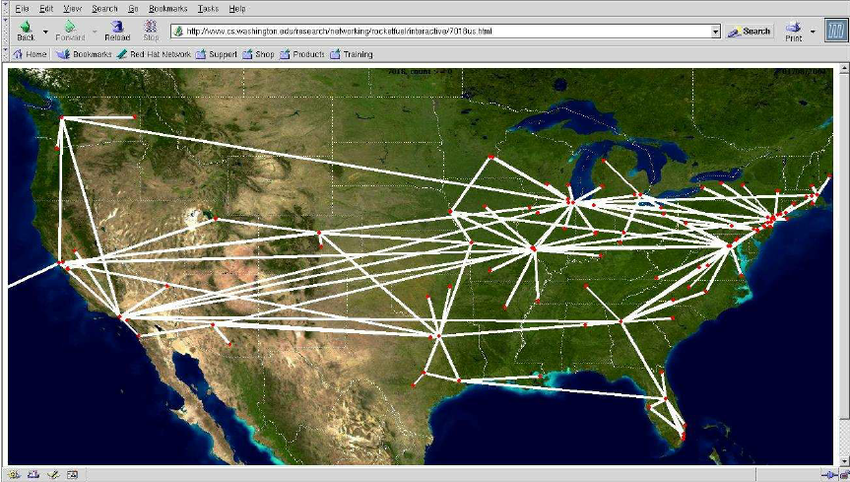 File Edit View Search Go Bookmarks Tasks Help
Back Forward Reload Stop http://www.cs.washington.edu/research/networking/rocketfuel/interactive/7018us.html Search Print
Home Bookmarks Red Hat Network Support Shop Products Training